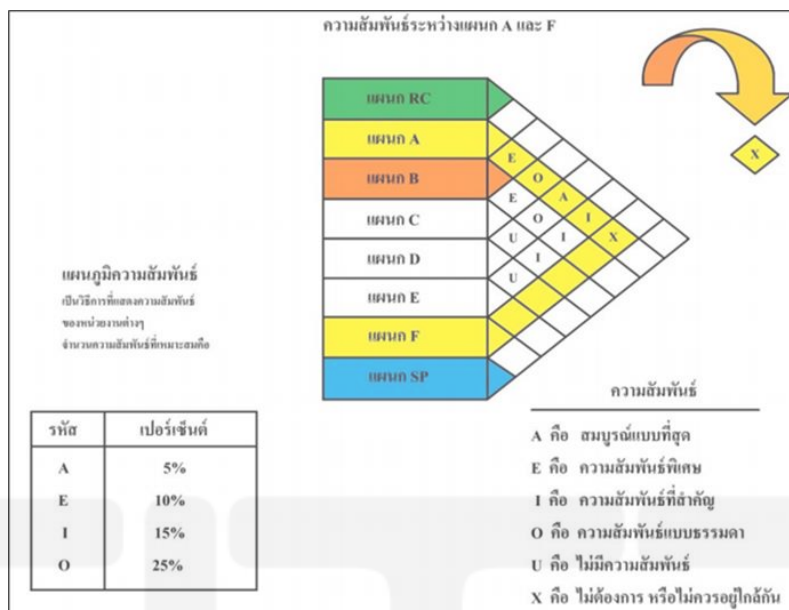 ความสัมพันธ์ระหว่างแผนก A และ F
แผนก RC
แผนก A
แผนก B
แผนก C
แผนก D
แผนก E
แผนก F
แผนก SP
E
O
E
A
O
I
U
I
X
I
U
X
แผนภูมิความสัมพันธ์
เป็นวิธีการที่แสดงความสัมพันธ์
ของหน่วยงานต่างๆ
จำนวนความสัมพันธ์ที่เหมาะสมคือ
รหัส เปอร์เซ็นต์
A 5%
E 10%
I 15%
O 25%
ความสัมพันธ์
A คือ สมบูรณ์แบบที่สุด
E คือ ความสัมพันธ์พิเศษ
I คือ ความสัมพันธ์ที่สำคัญ
O คือ ความสัมพันธ์แบบธรรมดา
U คือ ไม่มีความสัมพันธ์
X คือ ไม่ต้องการ หรือไม่ควรอยู่ใกล้กัน